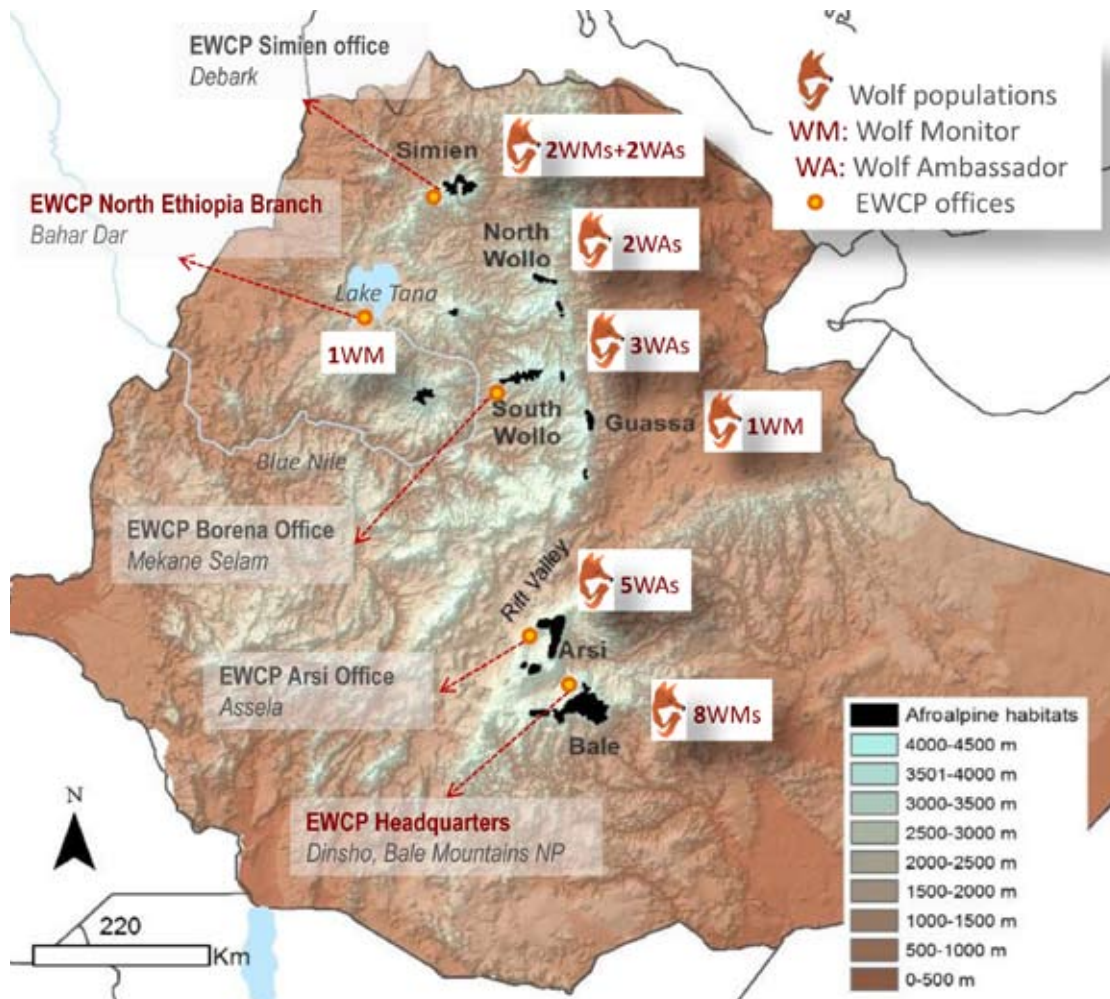 EWCP Simien office
Debark
Wolf populations
WM: Wolf Monitor
WA: Wolf Ambassador
EWCP offices
Simien
2WMs+2WAs
EWCP North Ethiopia Branch
Bahar Dar
North
Wollo
2WAs
Lake Tana
1WM
3WAs
South
Wollo
Guassa
1WM
Blue Nile
EWCP Borena Office
Mekane Selam
Rift Valley
5WAs
Arsi
EWCP Arsi Office
Assela
8WMs
Bale
EWCP Headquarters
Dinsho, Bale Mountains NP
N
220
Km
Afroalpine habitats
4000-4500 m
3501-4000 m
3000-3500 m
2500-3000 m
2000-2500 m
1500-2000 m
1000-1500 m
500-1000 m
0-500 m